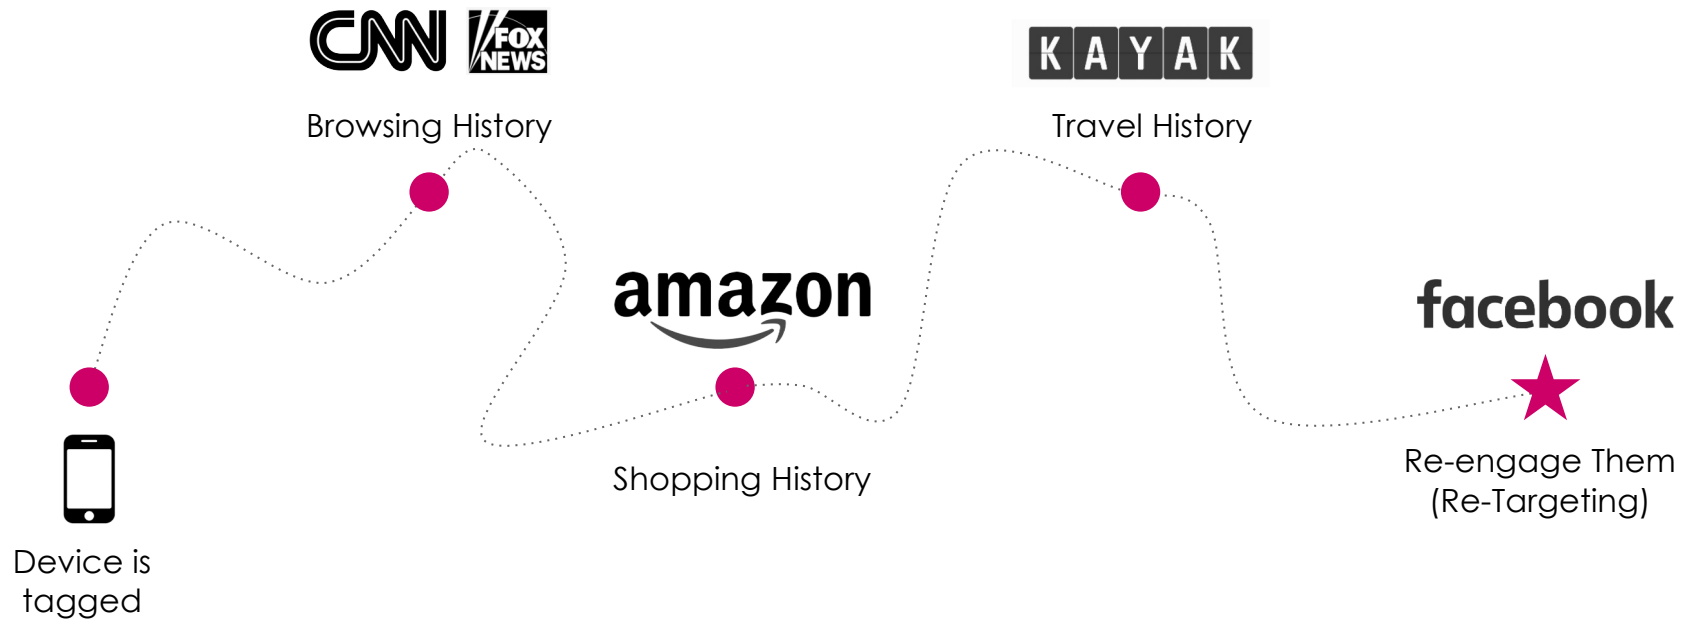 CNN
FOX
NEWS
Browsing History
KAYAK
Travel History
amazon
Shopping History
facebook
Re-engage Them
(Re-Targeting)
Device is
tagged